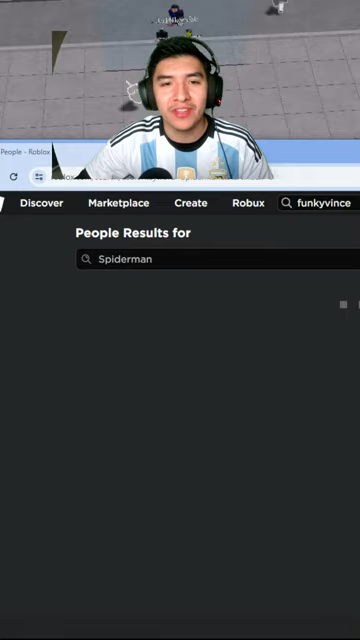 People - Roblox
Discover Marketplace Create Robux funkyvince
People Results for
Spiderman